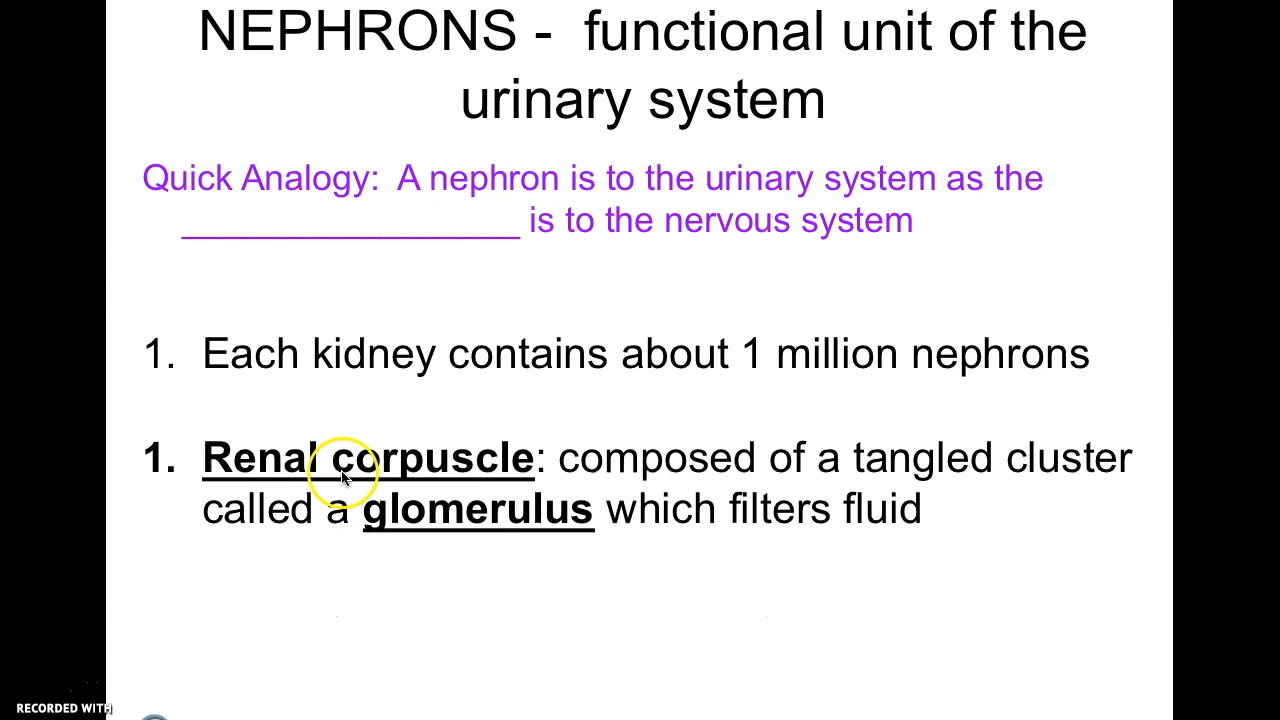 NEPHRONS - functional unit of the
urinary system
Quick Analogy: A nephron is to the urinary system as the
_________________ is to the nervous system
1. Each kidney contains about 1 million nephrons
1. Renal corpuscle: composed of a tangled cluster
called a glomerulus which filters fluid
RECORDED WITH